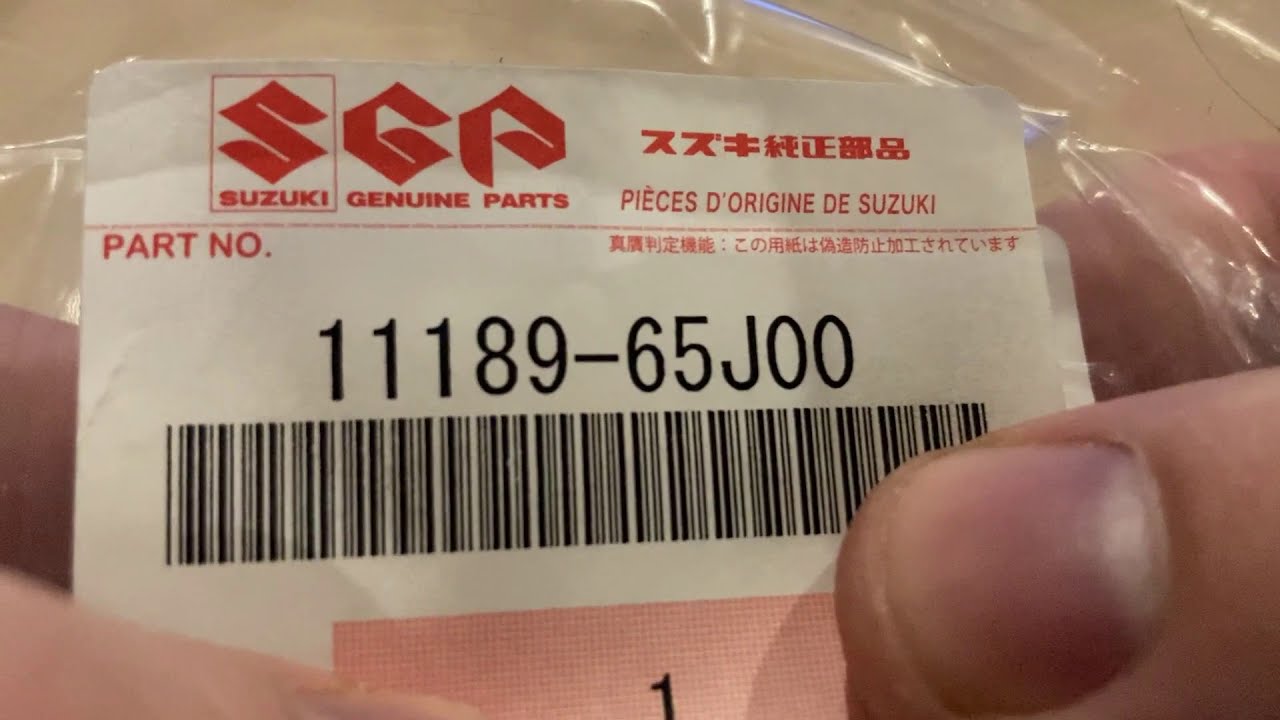 SGP
SUZUKI GENUINE PARTS
スズキ純正部品
PIÈCES D'ORIGINE DE SUZUKI
PART NO.
真贋判定機能：この用紙は偽造防止加工されています
11189-65J00
1